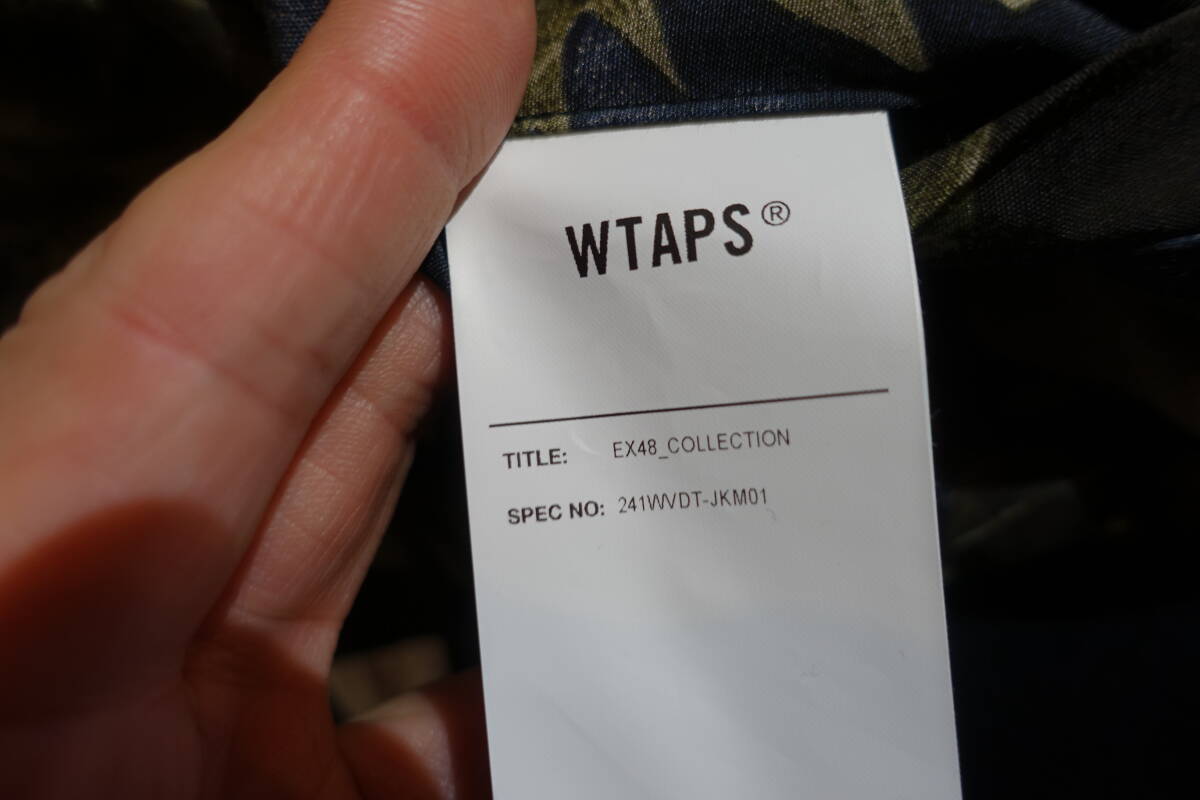 WTAPS®
TITLE: EX48_COLLECTION
SPEC NO: 241WVDT-JKM01